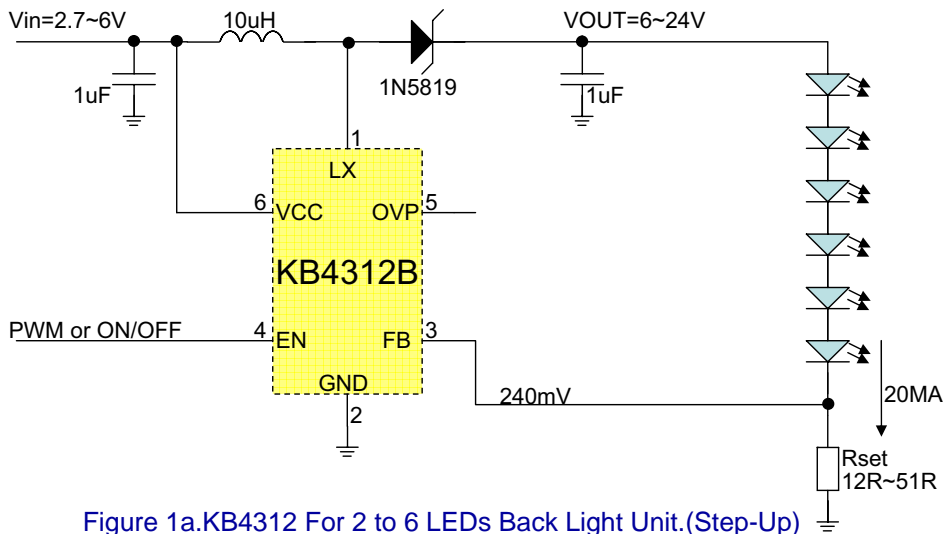 Vin=2.7~6V
10uH
VOUT=6~24V
1N5819
1uF
1uF
1
LX
6
VCC
OVP
5
KB4312B
PWM or ON/OFF
4
EN
FB
3
GND
240mV
20MA
2
Rset
12R~51R
Figure 1a.KB4312 For 2 to 6 LEDs Back Light Unit.(Step-Up)